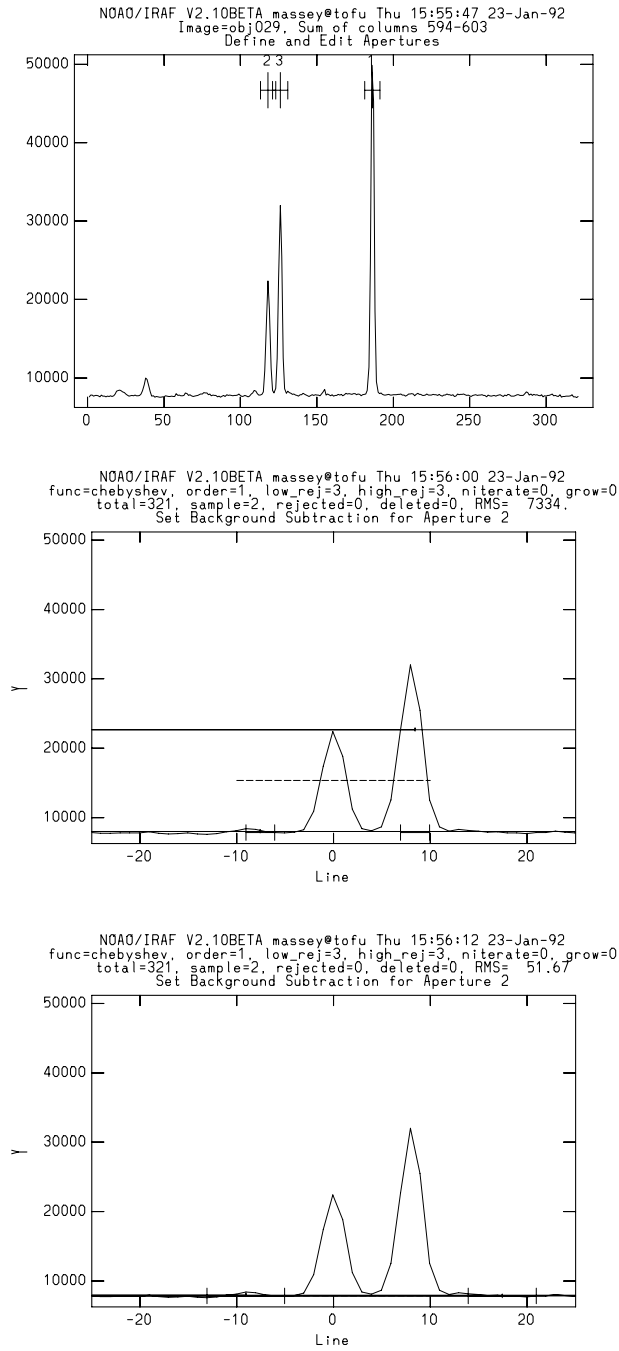 NOAO/IRAF V2.10BETA massey@tofu Thu 15:55:47 23-Jan-92
Image=obj029, Sum of columns 594-603
Define and Edit Apertures
2 3 1
50000
40000
30000
20000
10000
0 50 100 150 200 250 300
NOAO/IRAF V2.10BETA massey@tofu Thu 15:56:00 23-Jan-92
func=chebyshev, order=1, low_rej=3, high_rej=3, niterate=0, grow=0
total=321, sample=2, rejected=0, deleted=0, RMS= 7334.
Set Background Subtraction for Aperture 2
50000
40000
30000
Y
20000
10000
-20 -10 0 10 20
Line
NOAO/IRAF V2.10BETA massey@tofu Thu 15:56:12 23-Jan-92
func=chebyshev, order=1, low_rej=3, high_rej=3, niterate=0, grow=0
total=321, sample=2, rejected=0, deleted=0, RMS= 51.67
Set Background Subtraction for Aperture 2
50000
40000
30000
Y
20000
10000
-20 -10 0 10 20
Line